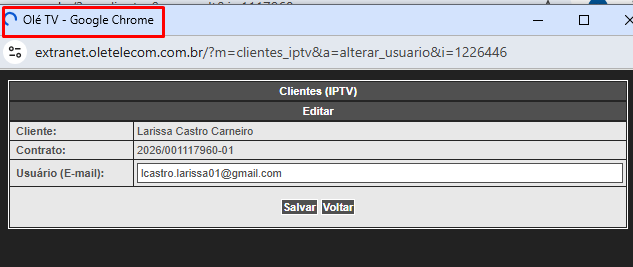 Olé TV - Google Chrome
extranet.oletelecom.com.br/?m=clientes_iptv&a=alterar_usuario&i=1226446
Clientes (IPTV)
Editar
Cliente: Larissa Castro Carneiro
Contrato: 2026/001117960-01
Usuário (E-mail): lcastro.larissa01@gmail.com
Salvar Voltar